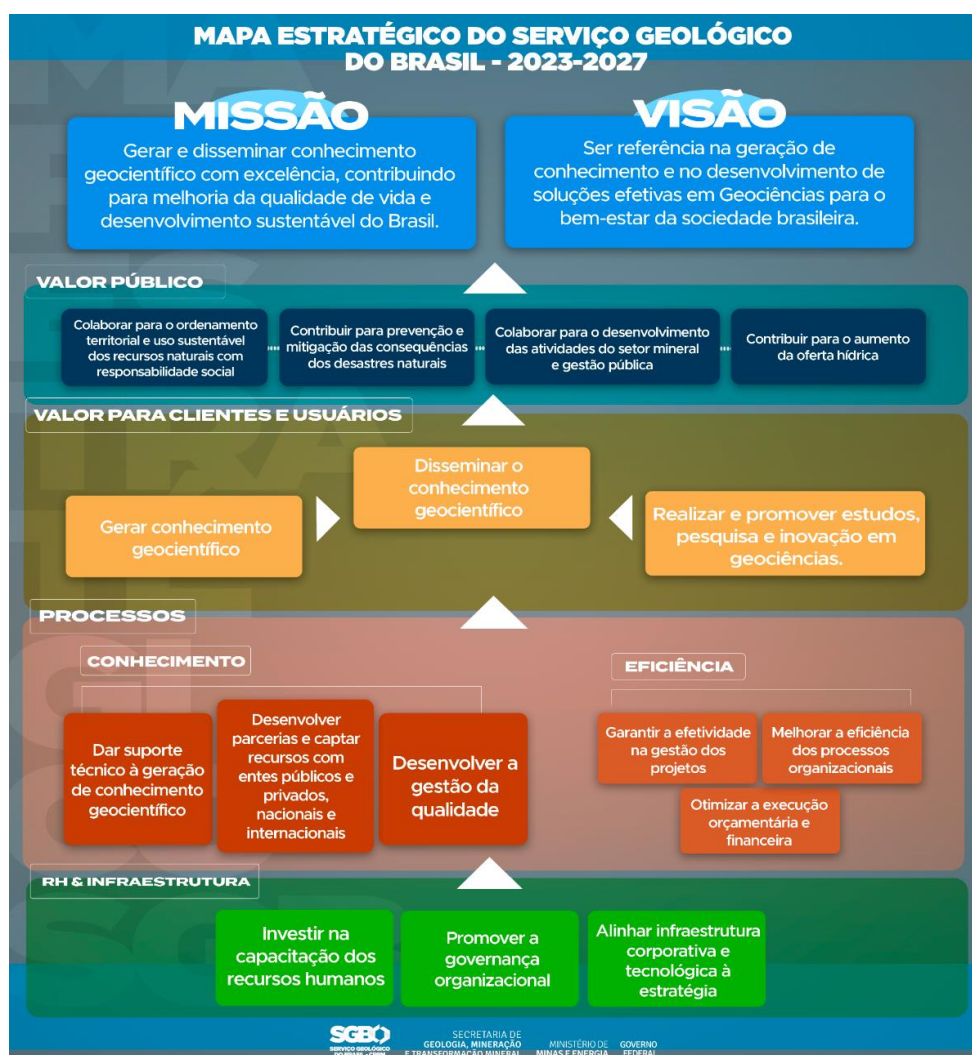 MAPA ESTRATÉGICO DO SERVIÇO GEOLÓGICO
DO BRASIL - 2023-2027
MISSÃO
Gerar e disseminar conhecimento
geocientífico com excelência, contribuindo
para melhoria da qualidade de vida e
desenvolvimento sustentável do Brasil.
VISÃO
Ser referência na geração de
conhecimento e no desenvolvimento de
soluções efetivas em Geociências para o
bem-estar da sociedade brasileira.
VALOR PÚBLICO
Colaborar para o ordenamento
territorial e uso sustentável
dos recursos naturais com
responsabilidade social
Contribuir para prevenção e
mitigação das consequências
dos desastres naturais
Colaborar para o desenvolvimento
das atividades do setor mineral
e gestão pública
Contribuir para o aumento
da oferta hídrica
VALOR PARA CLIENTES E USUÁRIOS
Gerar conhecimento
geocientífico
Disseminar o
conhecimento
geocientífico
Realizar e promover estudos,
pesquisa e inovação em
geociências.
PROCESSOS
CONHECIMENTO
Dar suporte
técnico à geração
de conhecimento
geocientífico
Desenvolver
parcerias e captar
recursos com
entes públicos e
privados,
nacionais e
internacionais
Desenvolver a
gestão da
qualidade
EFICIÊNCIA
Garantir a efetividade
na gestão dos
projetos
Melhorar a eficiência
dos processos
organizacionais
Otimizar a execução
orçamentária e
financeira
RH & INFRAESTRUTURA
Investir na
capacitação dos
recursos humanos
Promover a
governança
organizacional
Alinhar infraestrutura
corporativa e
tecnológica à
estratégia
SGB
SERVIÇO GEOLÓGICO
DO BRASIL - CPRM
SECRETARIA DE
GEOLOGIA, MINERAÇÃO
E TRANSFORMAÇÃO MINERAL
MINISTÉRIO DE
MINAS E ENERGIA
GOVERNO
FEDERAL